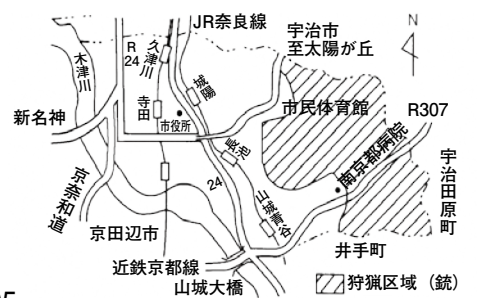 JR奈良線
宇治市
至太陽が丘
N
R
24
久津川
木津川
城陽
寺田
市役所
市民体育館
R307
新名神
長池
南京都病院
24
山城青谷
宇治田原町
京奈和道
京田辺市
井手町
近鉄京都線
山城大橋
狩猟区域（銃）